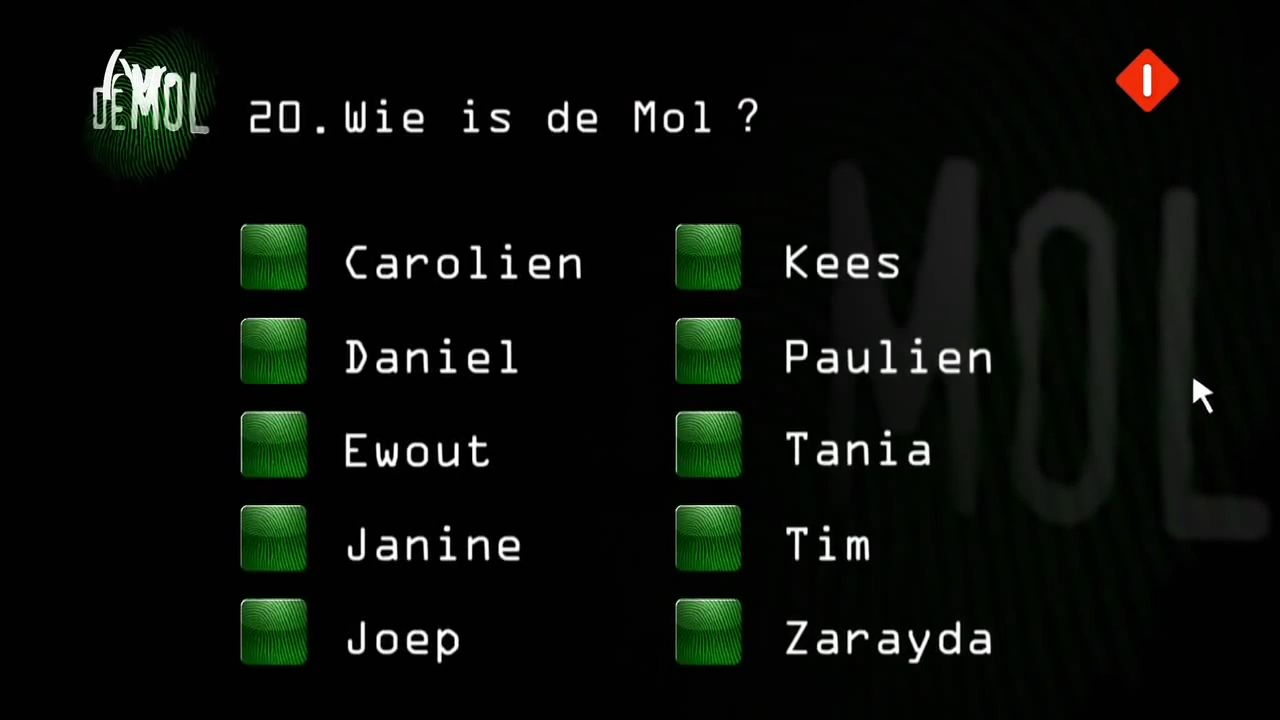 DE MOL
20. Wie is de Mol ?
Carolien
Daniel
Ewout
Janine
Joep
Kees
Paulien
Tania
Tim
Zarayda
MOL